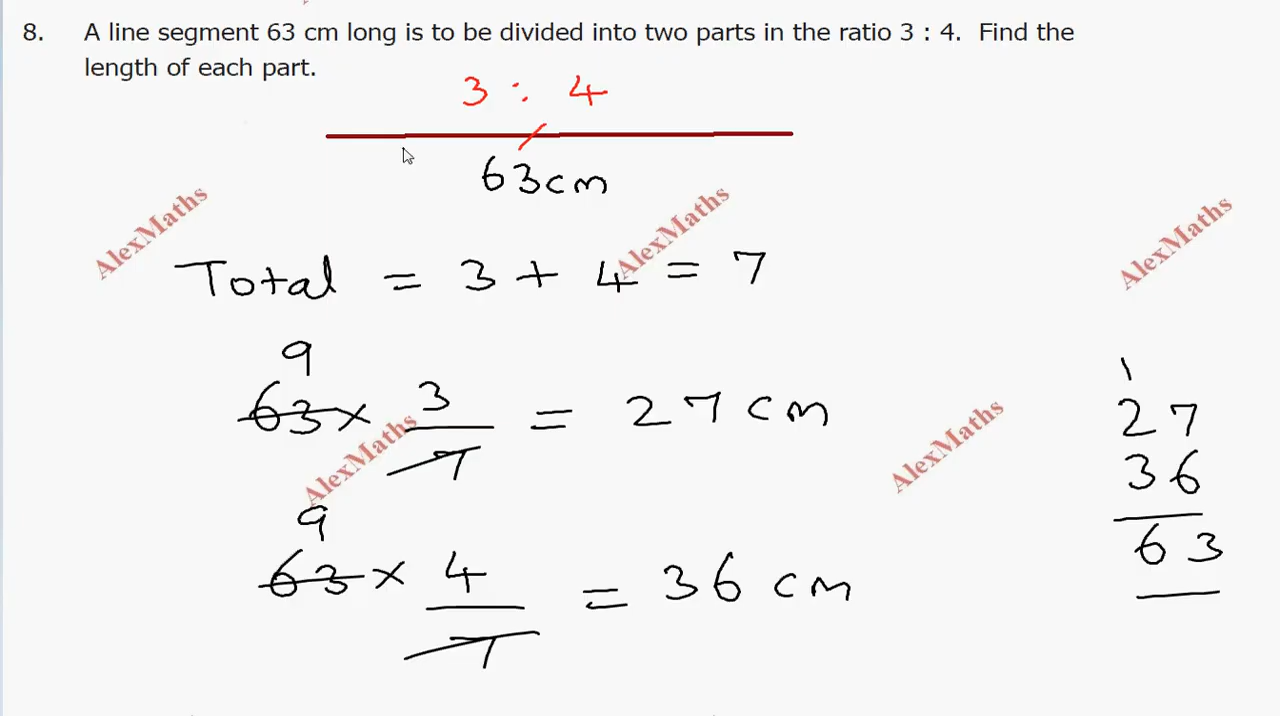 8. A line segment 63 cm long is to be divided into two parts in the ratio 3 : 4. Find the
length of each part.
3 : 4
63cm
AlexMaths
AlexMaths
AlexMaths
Total = 3 + 4 = 7
9
63 × 3/7 = 27 cm
AlexMaths
AlexMaths
9
63 × 4/7 = 36 cm
1
27
36
63